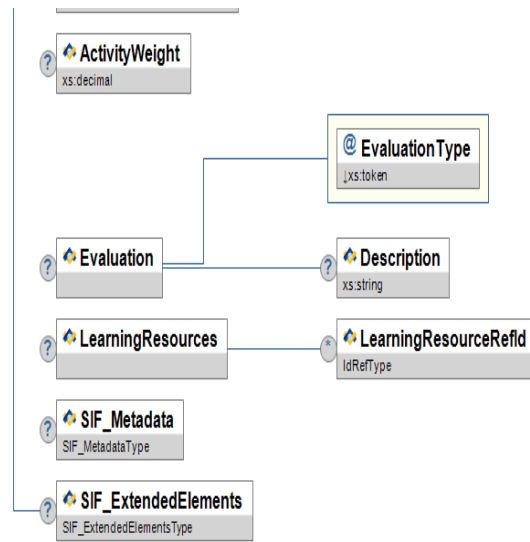 ? ActivityWeight
xs:decimal
@ EvaluationType
↓xs:token
? Evaluation
? Description
xs:string
? LearningResources
* LearningResourceRefId
IdRefType
? SIF_Metadata
SIF_MetadataType
? SIF_ExtendedElements
SIF_ExtendedElementsType